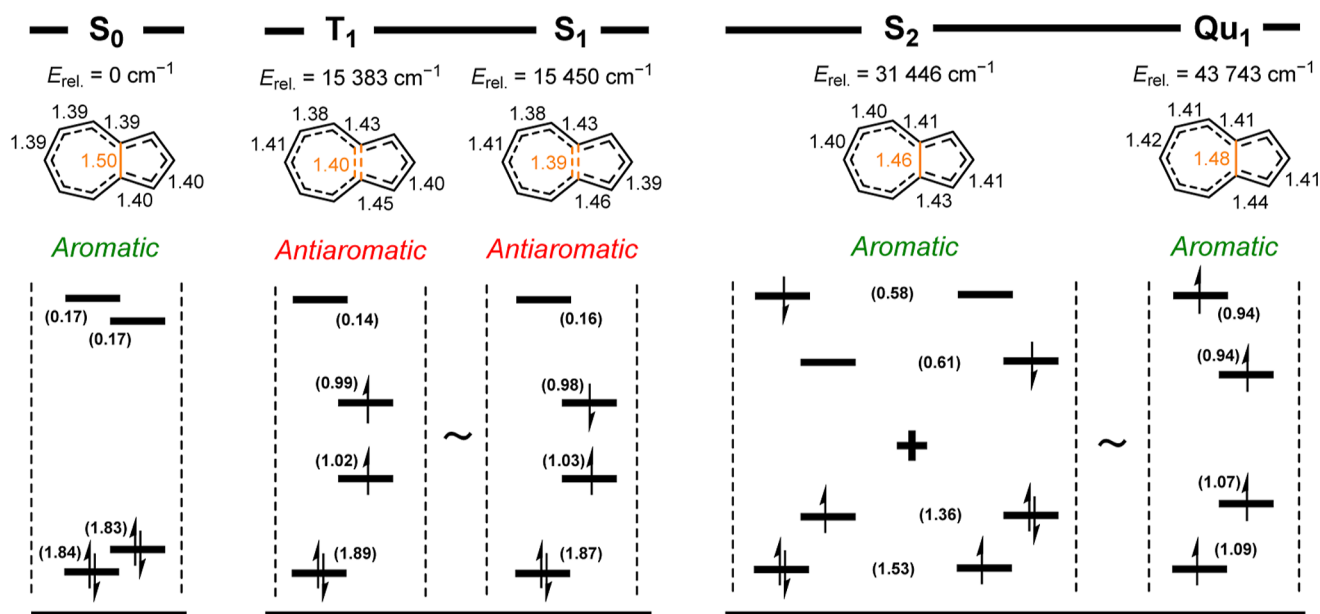 S₀ T₁ S₁ S₂ Qu₁
E_rel. = 0 cm⁻¹ E_rel. = 15 383 cm⁻¹ E_rel. = 15 450 cm⁻¹ E_rel. = 31 446 cm⁻¹ E_rel. = 43 743 cm⁻¹
1.39 1.39 1.38 1.43 1.38 1.43 1.40 1.41 1.41 1.41
1.39 1.50 1.40 1.41 1.40 1.40 1.41 1.39 1.39 1.40 1.46 1.41 1.42 1.48 1.41
1.40 1.45 1.46 1.43 1.44
Aromatic Antiaromatic Antiaromatic Aromatic Aromatic
(0.17) (0.14) (0.16) (0.58) (0.94)
(0.17)
(0.99) (0.98) (0.61) (0.94)
~ + ~
(1.02) (1.03)
(1.83) (1.36) (1.07)
(1.84) (1.89) (1.87) (1.53) (1.09)